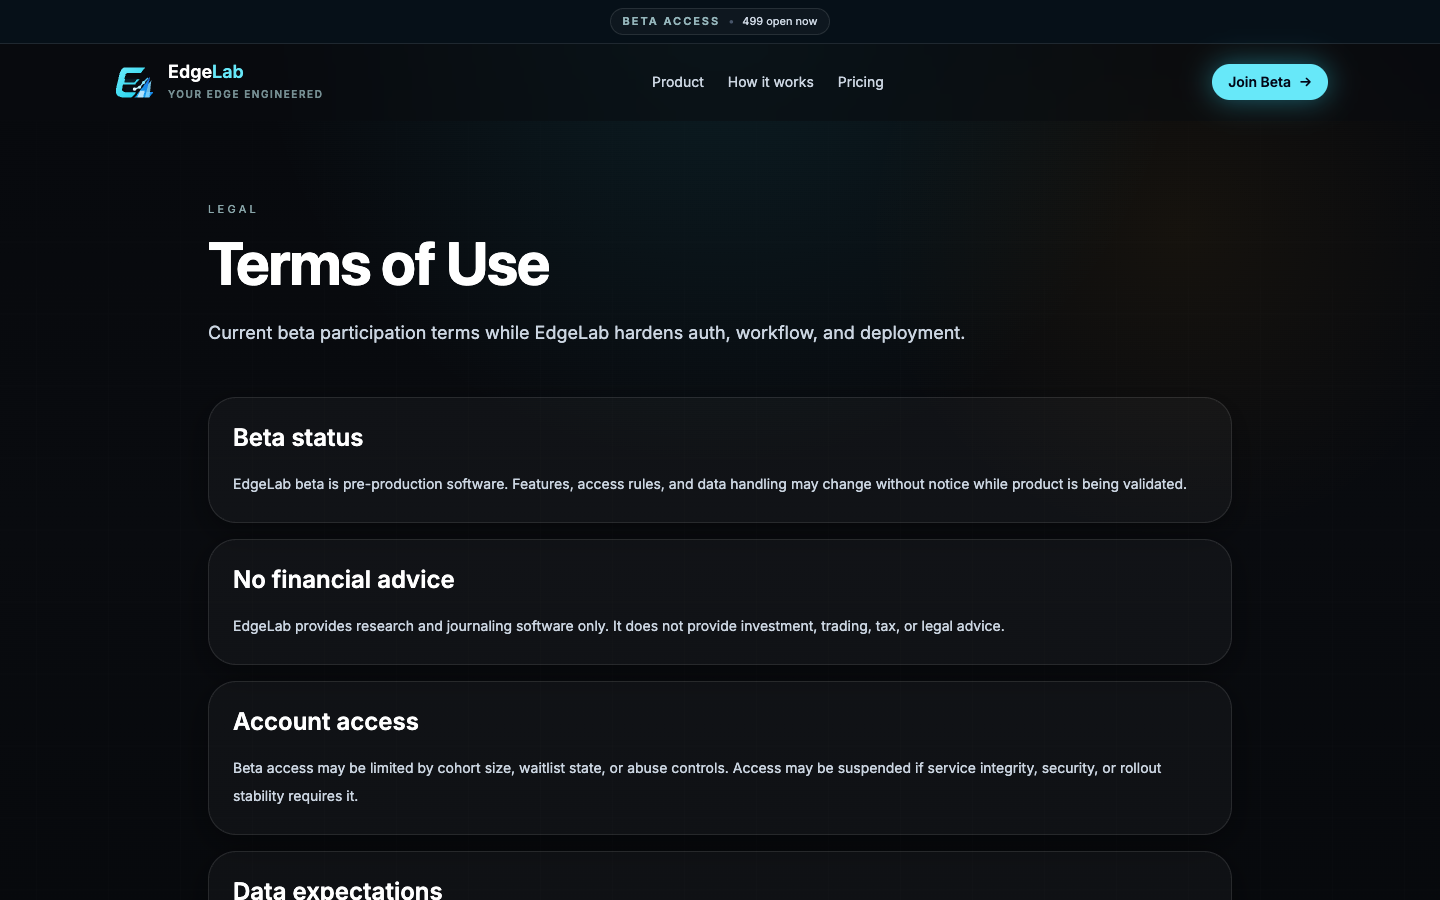 BETA ACCESS • 499 open now
EdgeLab
YOUR EDGE ENGINEERED
Product
How it works
Pricing
Join Beta →
LEGAL
Terms of Use
Current beta participation terms while EdgeLab hardens auth, workflow, and deployment.
Beta status
EdgeLab beta is pre-production software. Features, access rules, and data handling may change without notice while product is being validated.
No financial advice
EdgeLab provides research and journaling software only. It does not provide investment, trading, tax, or legal advice.
Account access
Beta access may be limited by cohort size, waitlist state, or abuse controls. Access may be suspended if service integrity, security, or rollout
stability requires it.
Data expectations